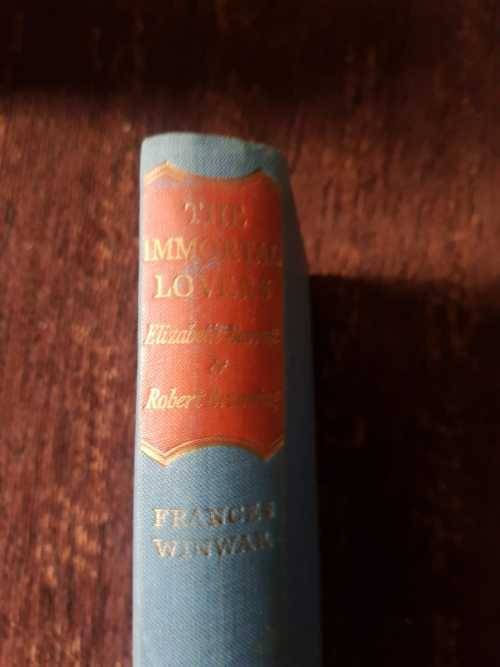 THE
IMMORTAL
LOVERS
Elizabeth Barrett
&
Robert Browning
FRANCES
WINWAR